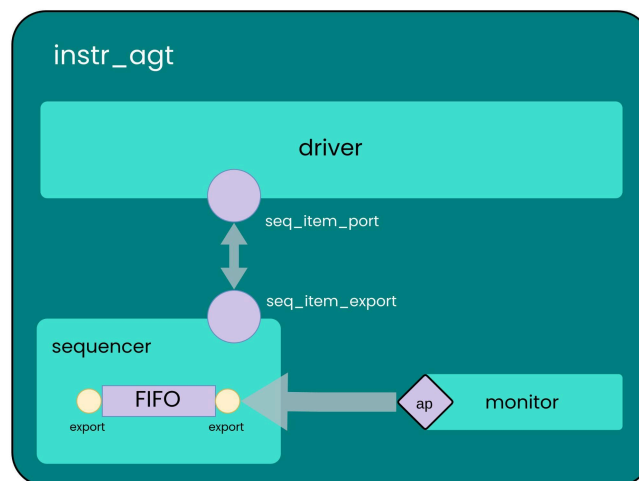 instr_agt
driver
seq_item_port
seq_item_export
sequencer
FIFO
export
export
ap
monitor